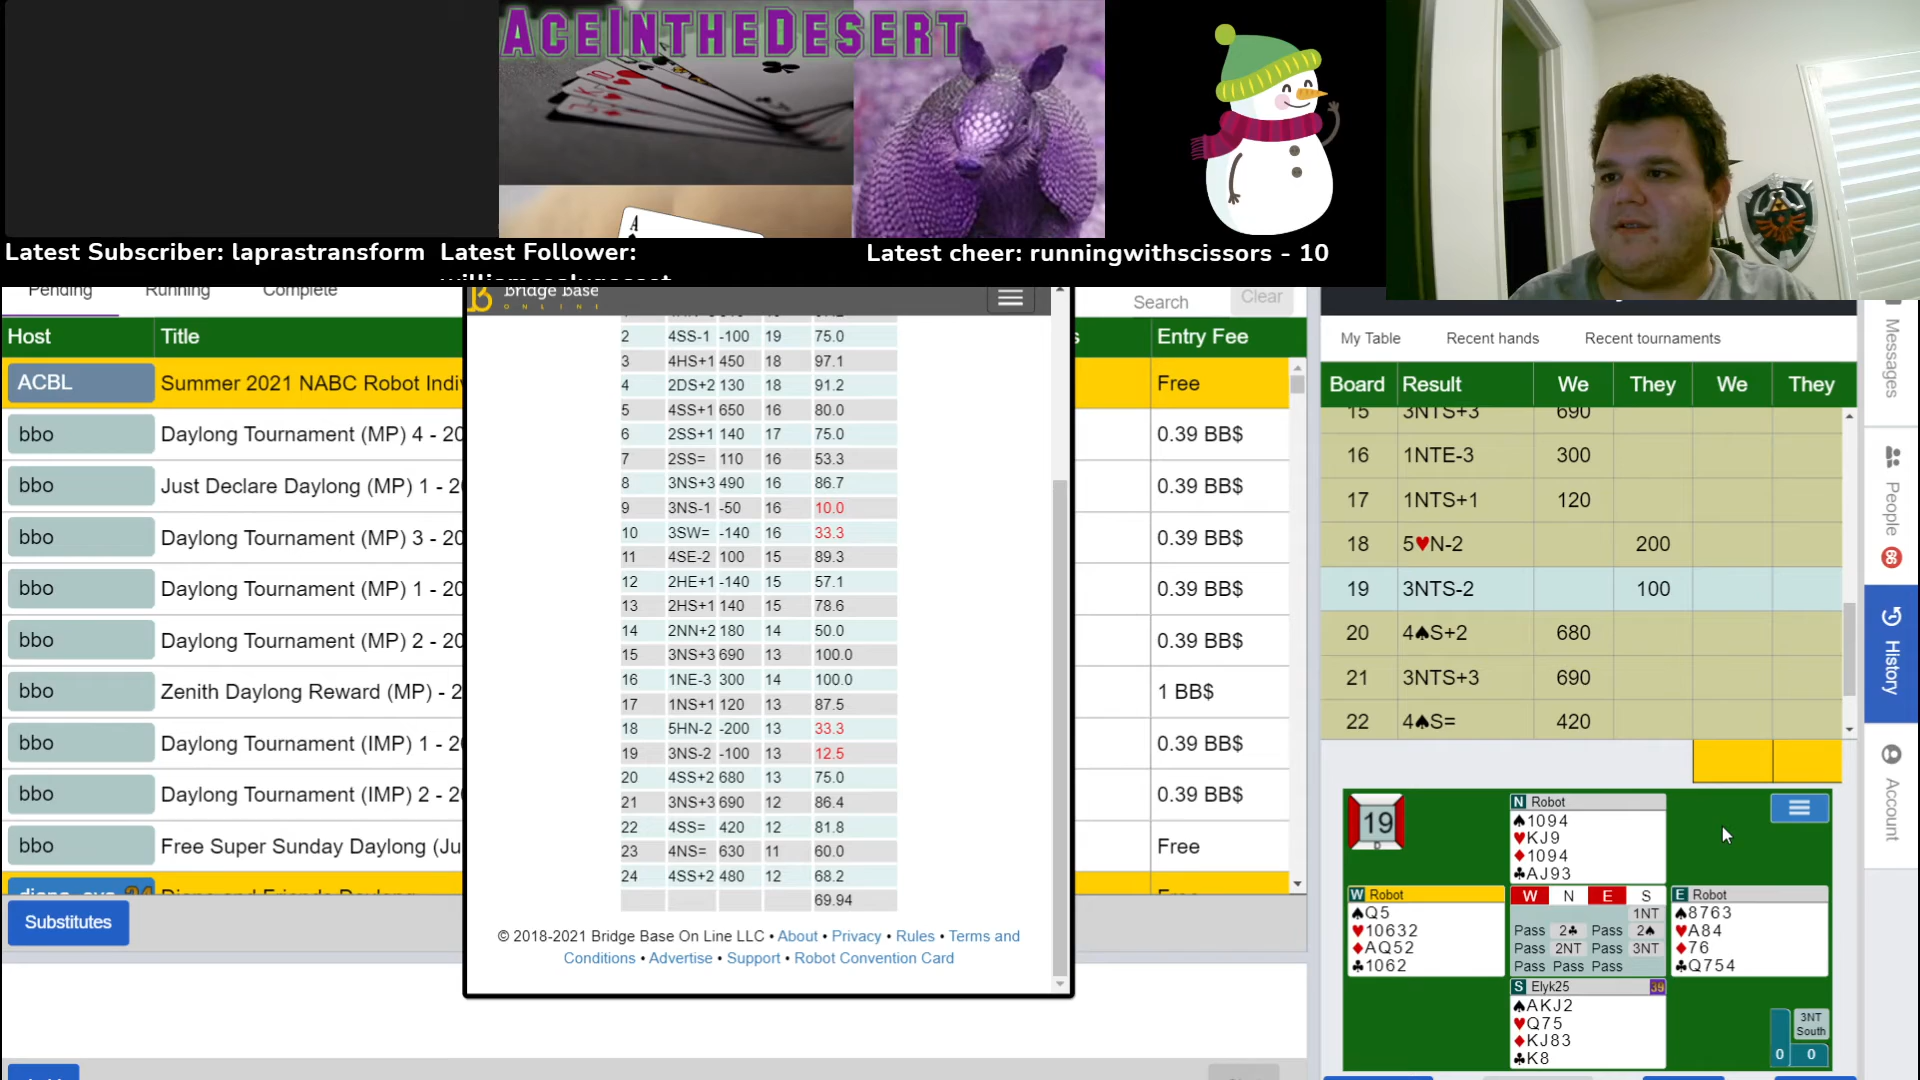 AceInTheDesert
A
Latest Subscriber: laprastransform
Latest Follower:
Latest cheer: runningwithscissors - 10
Pending Running Complete
Search Clear
Host Title Entry Fee
ACBL Summer 2021 NABC Robot Indiv Free
bbo Daylong Tournament (MP) 4 - 20 0.39 BB$
bbo Just Declare Daylong (MP) 1 - 2 0.39 BB$
bbo Daylong Tournament (MP) 3 - 20 0.39 BB$
bbo Daylong Tournament (MP) 1 - 20 0.39 BB$
bbo Daylong Tournament (MP) 2 - 20 0.39 BB$
bbo Zenith Daylong Reward (MP) - 2 1 BB$
bbo Daylong Tournament (IMP) 1 - 2 0.39 BB$
bbo Daylong Tournament (IMP) 2 - 2 0.39 BB$
bbo Free Super Sunday Daylong (Ju Free
Free
Substitutes
bridge base
ONLINE
2 4SS-1 -100 19 75.0
3 4HS+1 450 18 97.1
4 2DS+2 130 18 91.2
5 4SS+1 650 16 80.0
6 2SS+1 140 17 75.0
7 2SS= 110 16 53.3
8 3NS+3 490 16 86.7
9 3NS-1 -50 16 10.0
10 3SW= -140 16 33.3
11 4SE-2 100 15 89.3
12 2HE+1 -140 15 57.1
13 2HS+1 140 15 78.6
14 2NN+2 180 14 50.0
15 3NS+3 690 13 100.0
16 1NE-3 300 14 100.0
17 1NS+1 120 13 87.5
18 5HN-2 -200 13 33.3
19 3NS-2 -100 13 12.5
20 4SS+2 680 13 75.0
21 3NS+3 690 12 86.4
22 4SS= 420 12 81.8
23 4NS= 630 11 60.0
24 4SS+2 480 12 68.2
69.94
© 2018-2021 Bridge Base On Line LLC • About • Privacy • Rules • Terms and
Conditions • Advertise • Support • Robot Convention Card
My Table Recent hands Recent tournaments
Board Result We They We They
15 3NTS+3 690
16 1NTE-3 300
17 1NTS+1 120
18 5♥N-2 200
19 3NTS-2 100
20 4♠S+2 680
21 3NTS+3 690
22 4♠S= 420
19
D
N Robot
♠1094
♥KJ9
♦1094
♣AJ93
W Robot
♠Q5
♥10632
♦AQ52
♣1062
W N E S
1NT
Pass 2♣ Pass 2♠
Pass 2NT Pass 3NT
Pass Pass Pass
E Robot
♠8763
♥A84
♦76
♣Q754
S Elyk25 39
♠AKJ2
♥Q75
♦KJ83
♣K8
3NT
South
0 0
Messages
People 66
History
Account